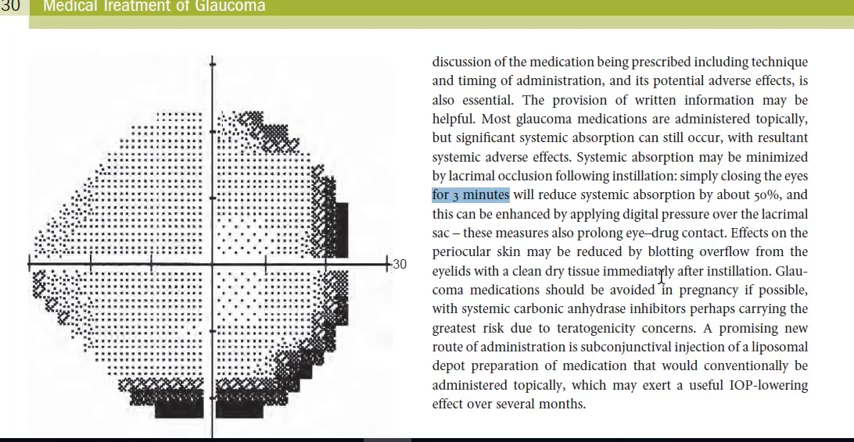 30 Medical Treatment of Glaucoma
30
discussion of the medication being prescribed including technique
and timing of administration, and its potential adverse effects, is
also essential. The provision of written information may be
helpful. Most glaucoma medications are administered topically,
but significant systemic absorption can still occur, with resultant
systemic adverse effects. Systemic absorption may be minimized
by lacrimal occlusion following instillation: simply closing the eyes
for 3 minutes will reduce systemic absorption by about 50%, and
this can be enhanced by applying digital pressure over the lacrimal
sac – these measures also prolong eye–drug contact. Effects on the
periocular skin may be reduced by blotting overflow from the
eyelids with a clean dry tissue immediately after instillation. Glau-
coma medications should be avoided in pregnancy if possible,
with systemic carbonic anhydrase inhibitors perhaps carrying the
greatest risk due to teratogenicity concerns. A promising new
route of administration is subconjunctival injection of a liposomal
depot preparation of medication that would conventionally be
administered topically, which may exert a useful IOP-lowering
effect over several months.